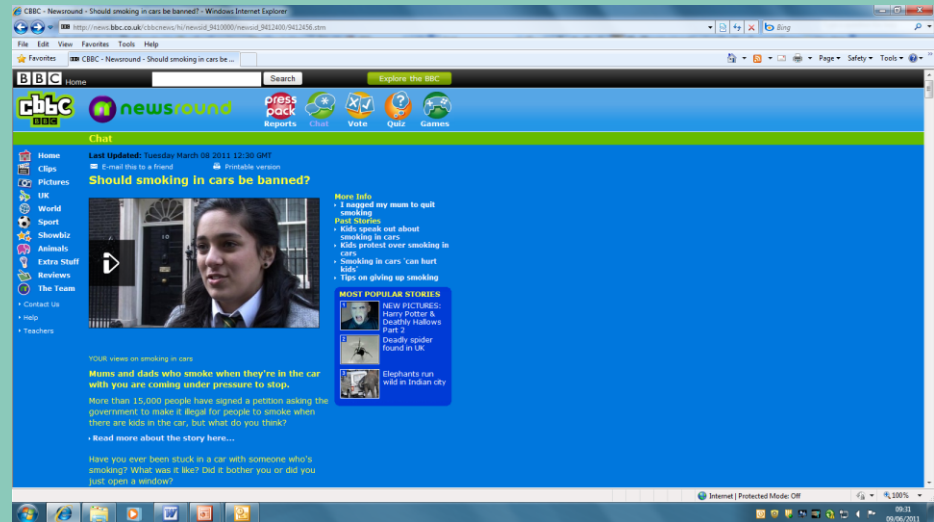 CBBC - Newsround - Should smoking in cars be banned? - Windows Internet Explorer
http://news.bbc.co.uk/cbbcnews/hi/newsid_9410000/newsid_9412400/9412456.stm
bing
File Edit View Favorites Tools Help
Favorites CBBC - Newsround - Should smoking in cars be ...
Page Safety Tools
BBC Home
Search
Explore the BBC
cbbc
BBC
newsround
press pack
Reports Chat Vote Quiz Games
Chat
Home
Clips
Pictures
UK
World
Sport
Showbiz
Animals
Extra Stuff
Reviews
The Team
Contact Us
Help
Teachers
Last Updated: Tuesday March 08 2011 12:30 GMT
E-mail this to a friend Printable version
Should smoking in cars be banned?
10
YOUR views on smoking in cars
Mums and dads who smoke when they're in the car
with you are coming under pressure to stop.
More than 15,000 people have signed a petition asking the
government to make it illegal for people to smoke when
there are kids in the car, but what do you think?
Read more about the story here...
Have you ever been stuck in a car with someone who's
smoking? What was it like? Did it bother you or did you
just open a window?
More Info
I nagged my mum to quit
smoking
Past Stories
Kids speak out about
smoking in cars
Kids protest over smoking in
cars
Smoking in cars 'can hurt
kids'
Tips on giving up smoking
MOST POPULAR STORIES
1
NEW PICTURES:
Harry Potter &
Deathly Hallows
Part 2
2
Deadly spider
found in UK
3
Elephants run
wild in Indian city
Internet | Protected Mode: Off
100%
09:31
09/06/2011